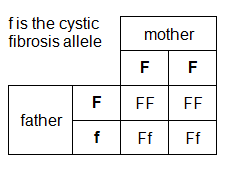 f is the cystic
fibrosis allele
mother
F F
father
F FF FF
f Ff Ff